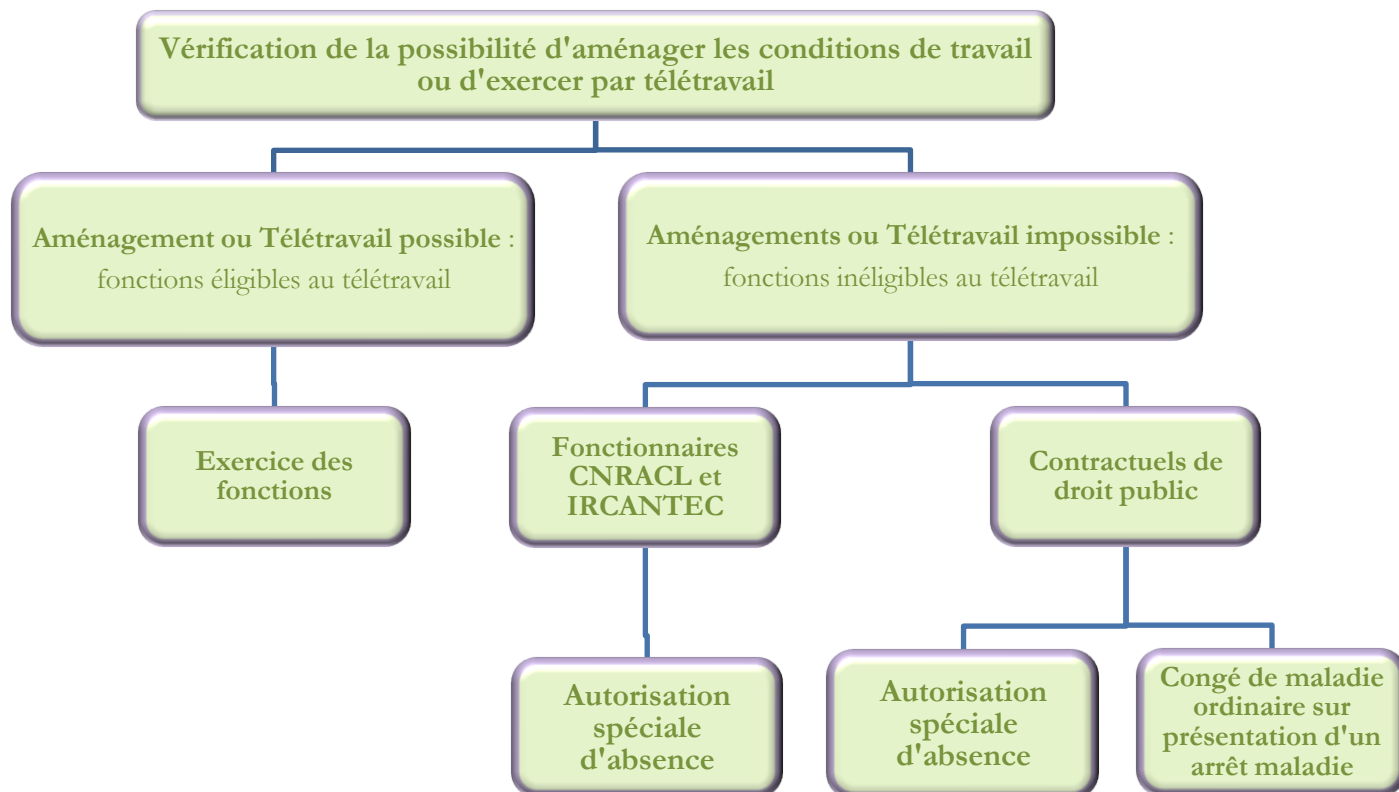 Vérification de la possibilité d'aménager les conditions de travail
ou d'exercer par télétravail
Aménagement ou Télétravail possible :
fonctions éligibles au télétravail
Aménagements ou Télétravail impossible :
fonctions inéligibles au télétravail
Exercice des
fonctions
Fonctionnaires
CNRACL et
IRCANTEC
Contractuels de
droit public
Autorisation
spéciale
d'absence
Autorisation
spéciale
d'absence
Congé de maladie
ordinaire sur
présentation d'un
arrêt maladie